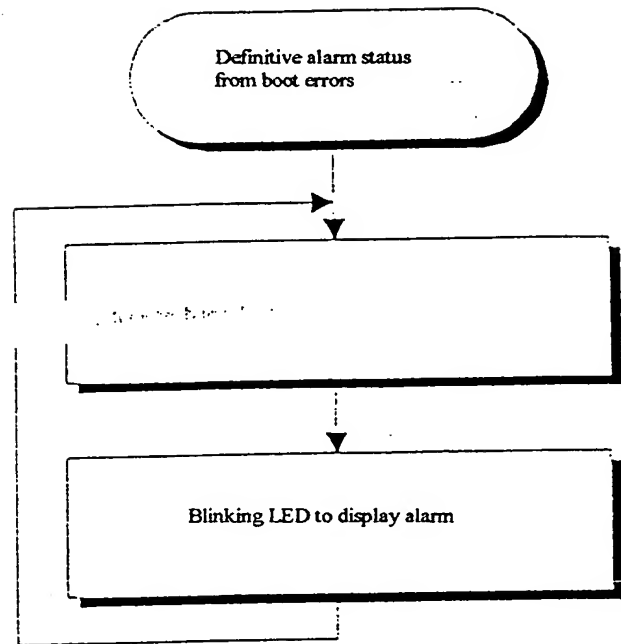 Definitive alarm status
from boot errors
Blinking LED to display alarm